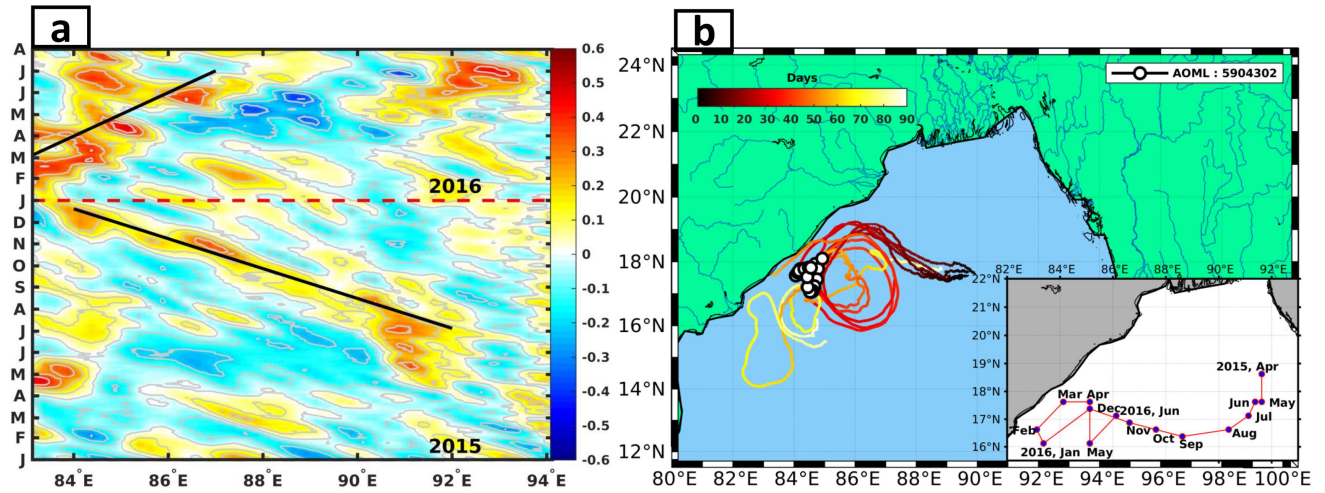 a
A
J
J
M
A
M
F
J
D
N
O
S
A
J
J
M
A
M
F
J
2016
2015
84°E 86°E 88°E 90°E 92°E 94°E
0.6
0.5
0.4
0.3
0.2
0.1
0
-0.1
-0.2
-0.3
-0.4
-0.5
-0.6
b
24°N
22°N
20°N
18°N
16°N
14°N
12°N
Days
0 10 20 30 40 50 60 70 80 90
AOML : 5904302
80°E 82°E 84°E 86°E 88°E 90°E 92°E 94°E 96°E 98°E 100°E
82°E 84°E 86°E 88°E 90°E 92°E
22°N
21°N
20°N
19°N
18°N
17°N
16°N
2015, Apr
Mar Apr
Jun May
Dec 2016, Jun
Jul
Feb
Nov
Oct
Sep
Aug
2016, Jan May